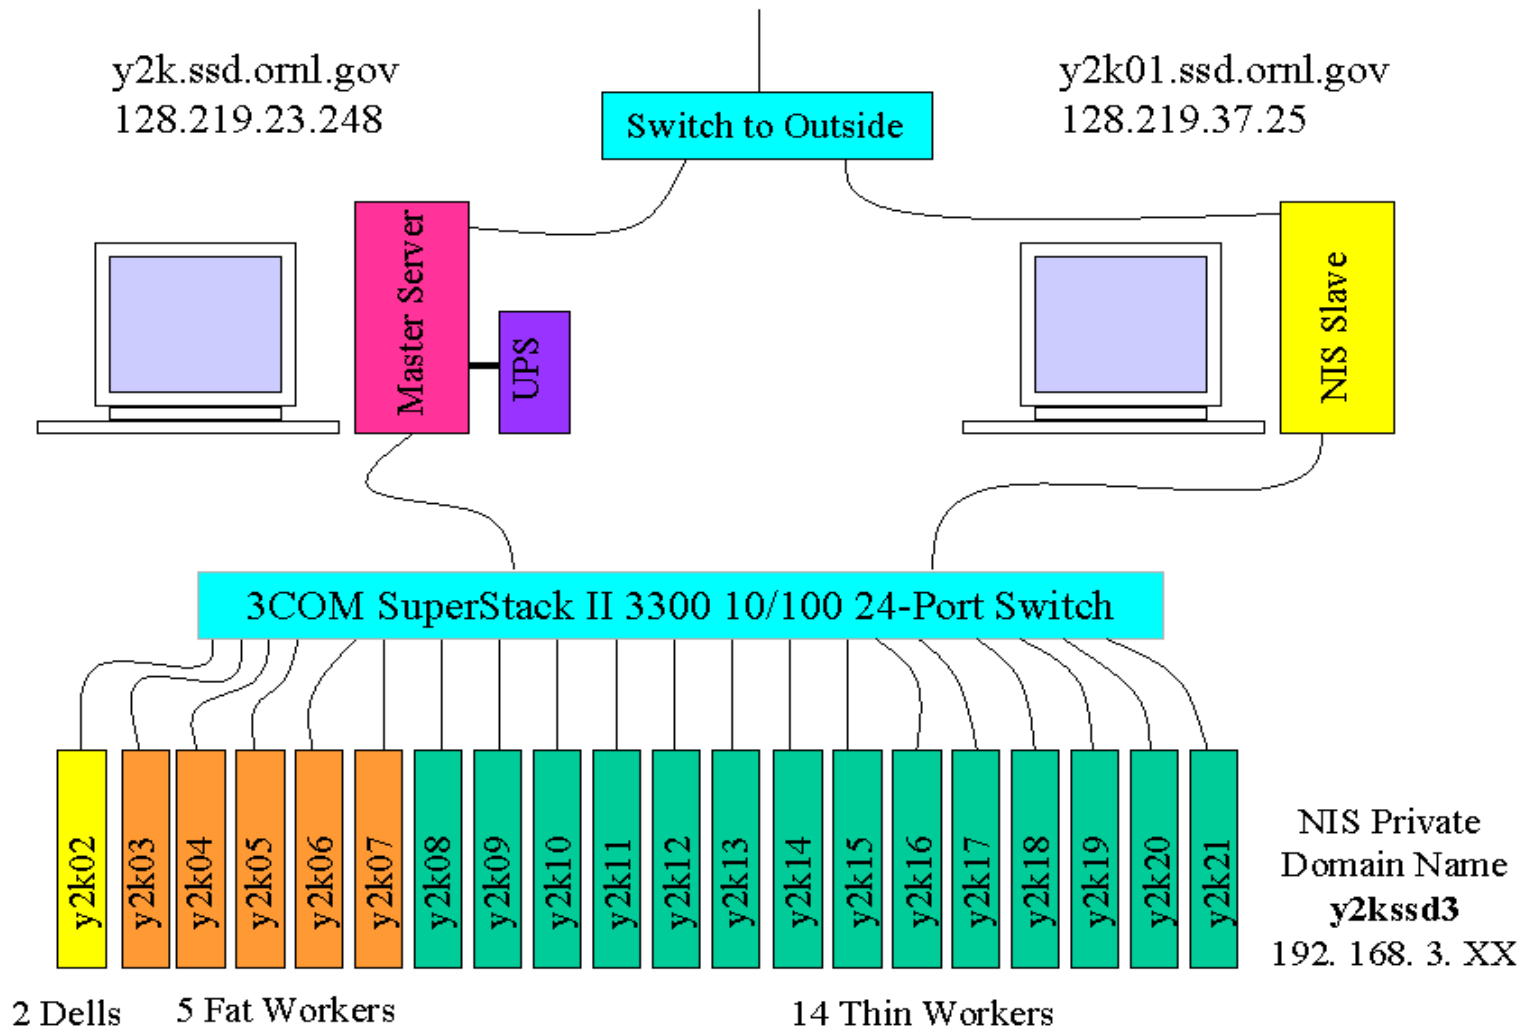 y2k.ssd.ornl.gov
128.219.23.248
y2k01.ssd.ornl.gov
128.219.37.25
Switch to Outside
Master Server
UPS
NIS Slave
3COM SuperStack II 3300 10/100 24-Port Switch
y2k02
y2k03
y2k04
y2k05
y2k06
y2k07
y2k08
y2k09
y2k10
y2k11
y2k12
y2k13
y2k14
y2k15
y2k16
y2k17
y2k18
y2k19
y2k20
y2k21
NIS Private
Domain Name
y2kssd3
192. 168. 3. XX
2 Dells
5 Fat Workers
14 Thin Workers